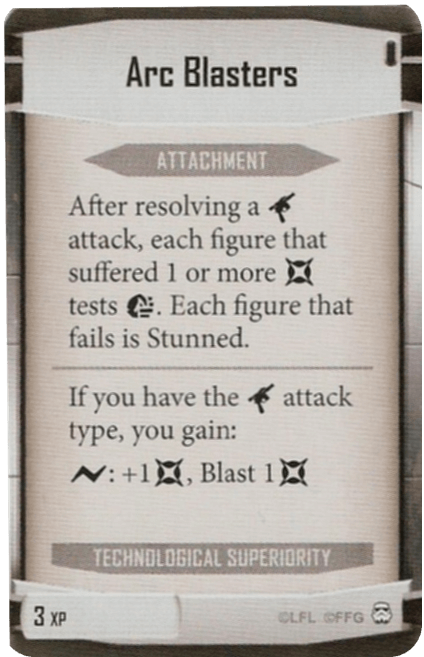 Arc Blasters
ATTACHMENT
After resolving a
attack, each figure that
suffered 1 or more
tests . Each figure that
fails is Stunned.
If you have the attack
type, you gain:
: +1 , Blast 1
TECHNOLOGICAL SUPERIORITY
3 XP
©LFL ©FFG